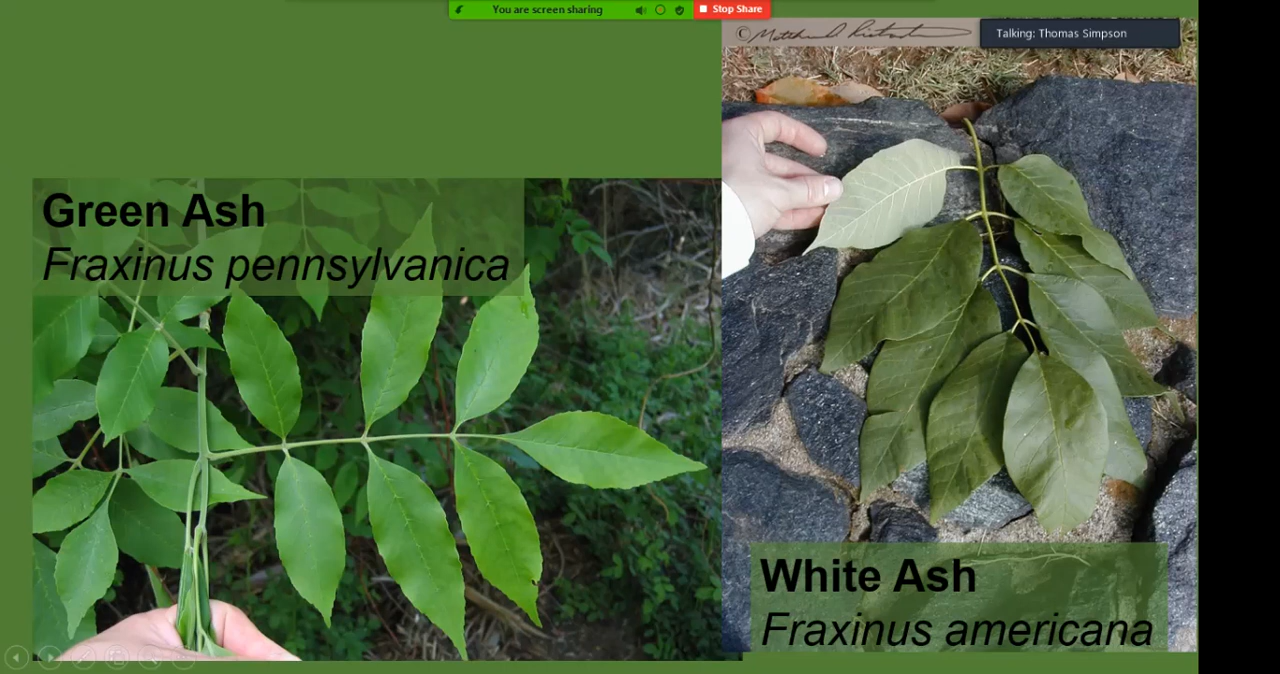 You are screen sharing
Stop Share
Talking: Thomas Simpson
Green Ash
Fraxinus pennsylvanica
White Ash
Fraxinus americana